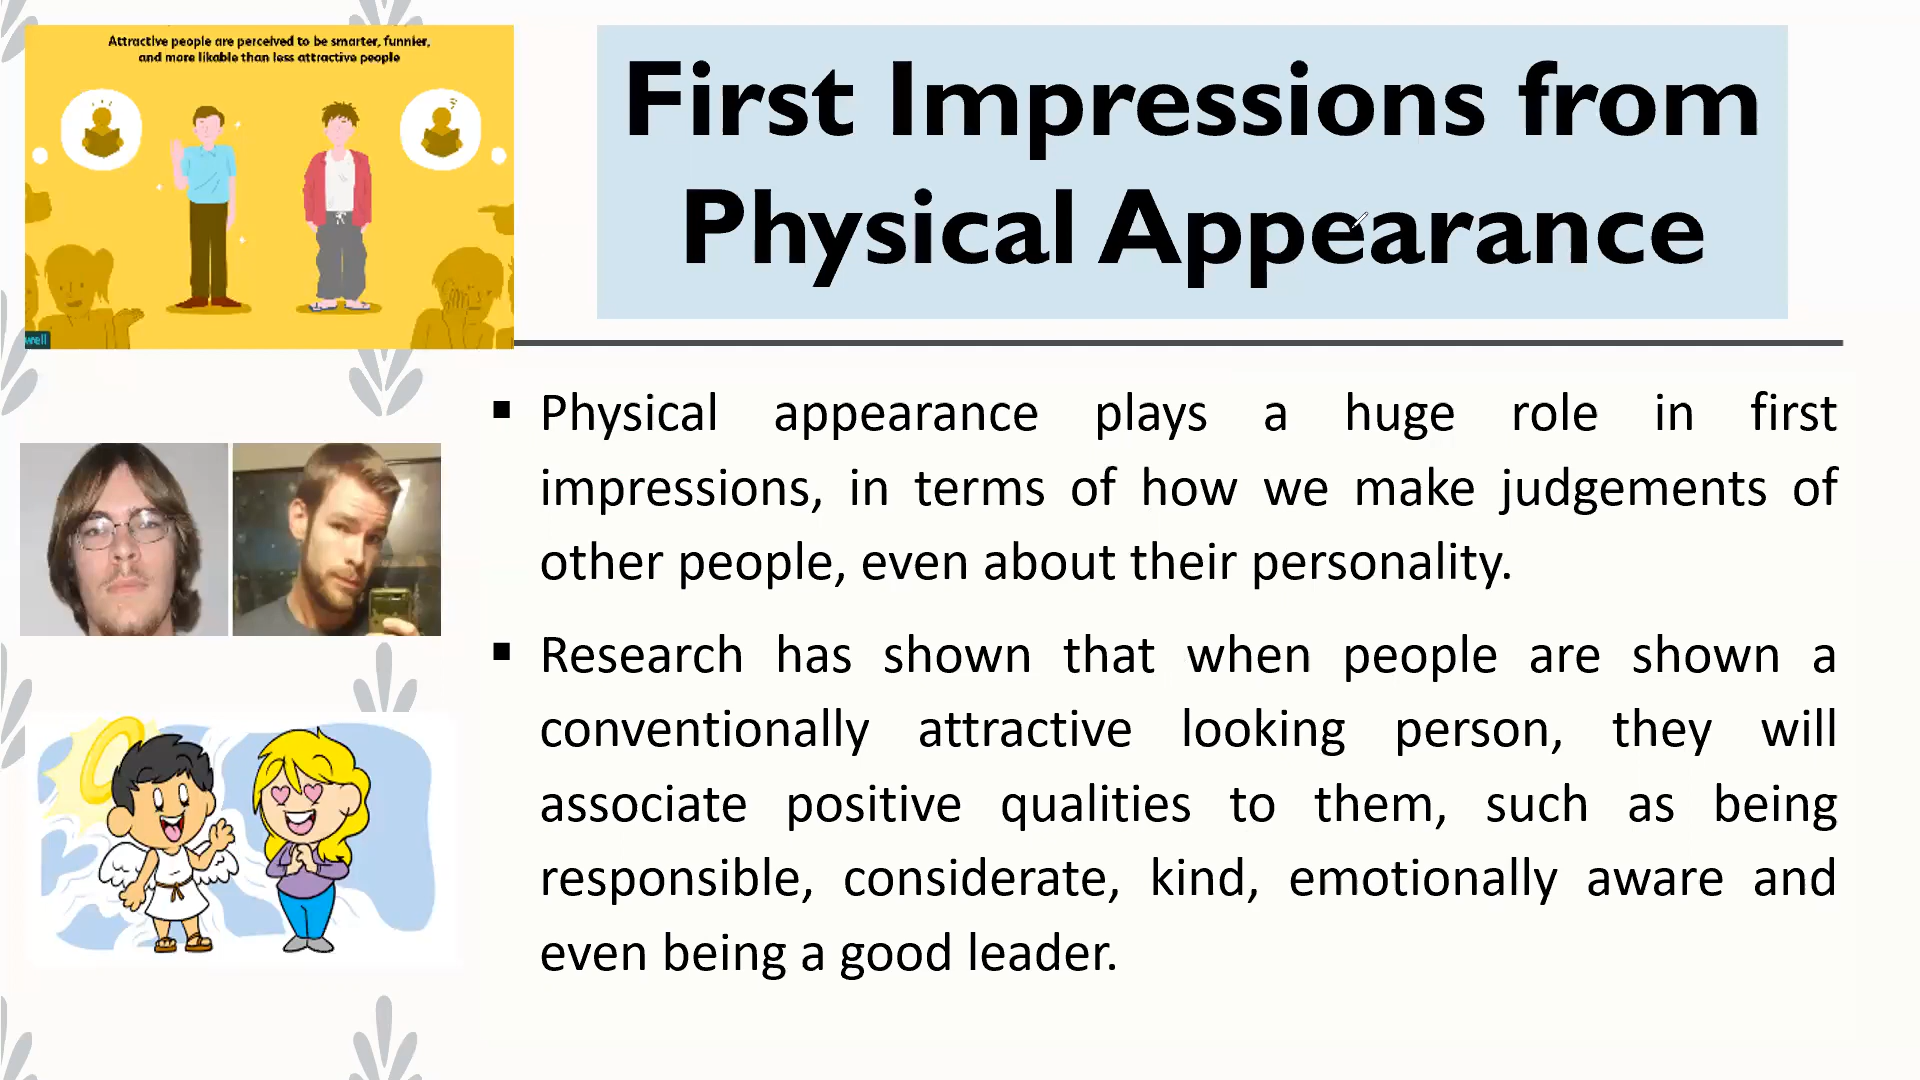 Attractive people are perceived to be smarter, funnier,
and more likable than less attractive people
well
First Impressions from
Physical Appearance
▪ Physical appearance plays a huge role in first
impressions, in terms of how we make judgements of
other people, even about their personality.
▪ Research has shown that when people are shown a
conventionally attractive looking person, they will
associate positive qualities to them, such as being
responsible, considerate, kind, emotionally aware and
even being a good leader.